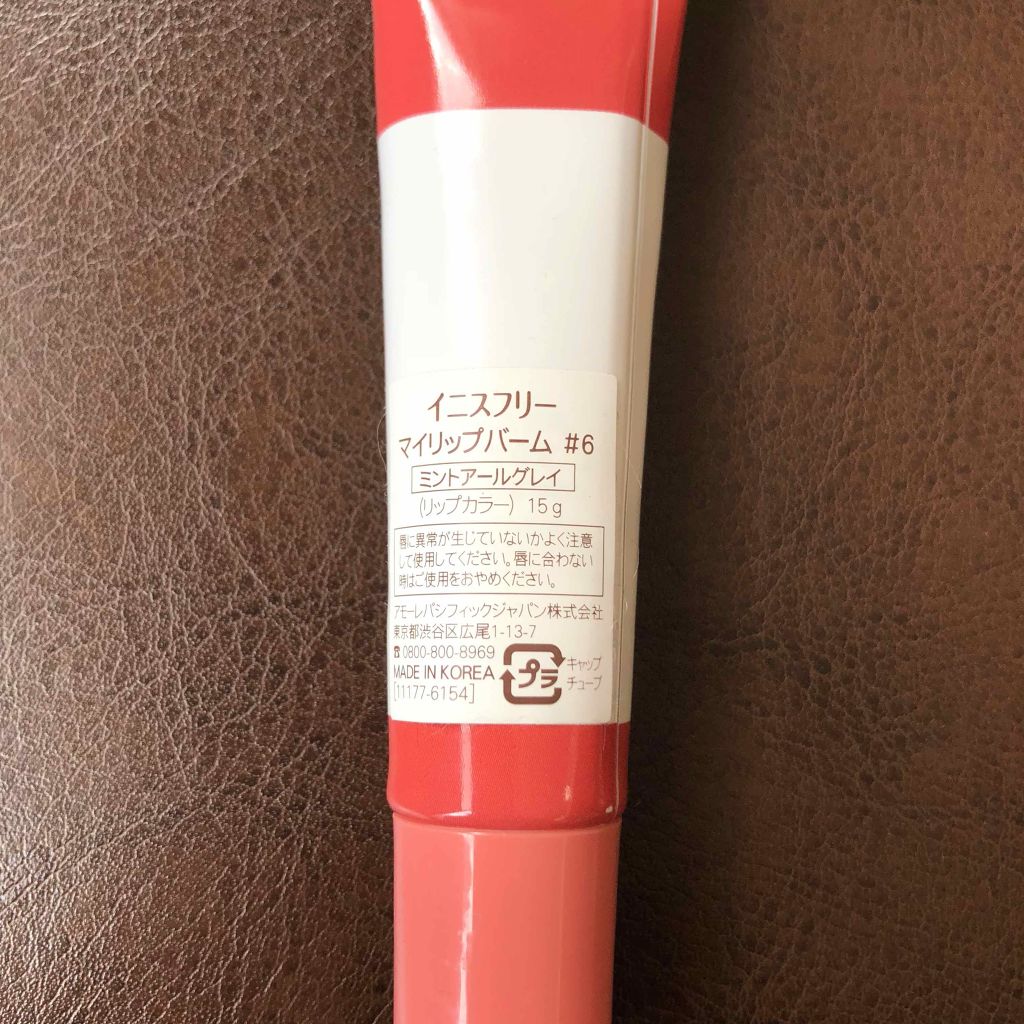 イニスフリー
マイリップバーム #6
ミントアールグレイ
(リップカラー) 15g
唇に異常が生じていないかよく注意
して使用してください。唇に合わない
時はご使用をおやめください。
アモーレパシフィックジャパン株式会社
東京都渋谷区広尾1-13-7
☎0800-800-8969
MADE IN KOREA
[11177-6154]
プラ
キャップ
チューブ